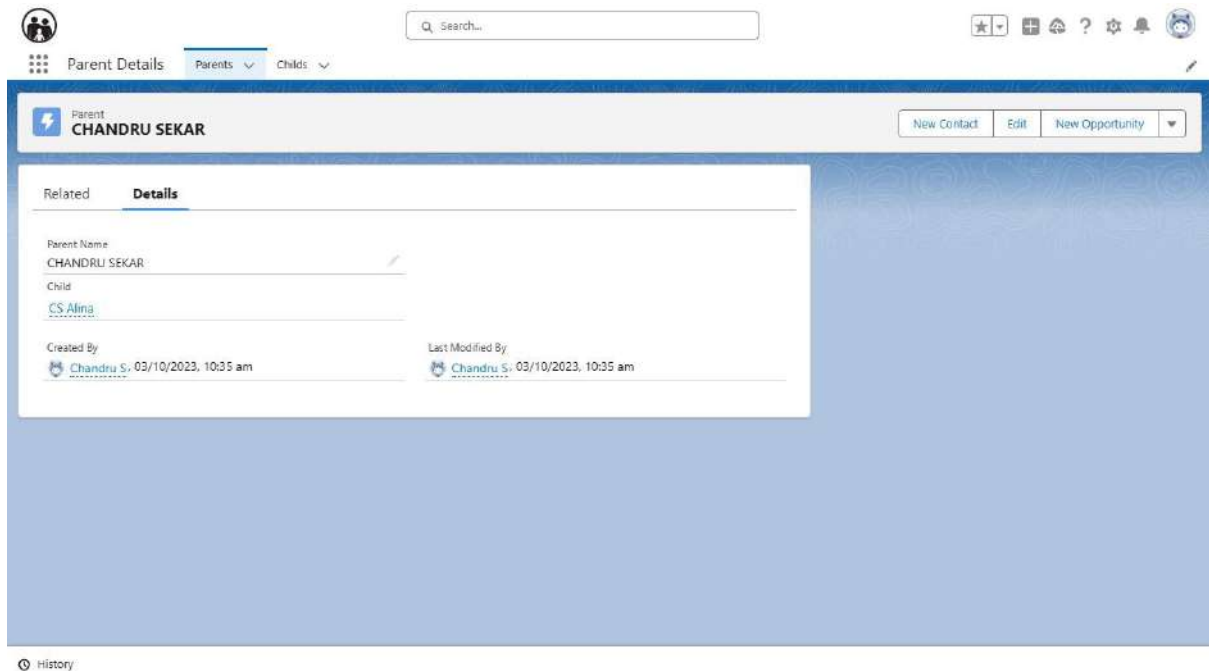 Search...
Parent Details Parents Childs
Parent
CHANDRU SEKAR
New Contact Edit New Opportunity
Related Details
Parent Name
CHANDRU SEKAR
Child
CS Alina
Created By Last Modified By
Chandru S, 03/10/2023, 10:35 am Chandru S, 03/10/2023, 10:35 am
History